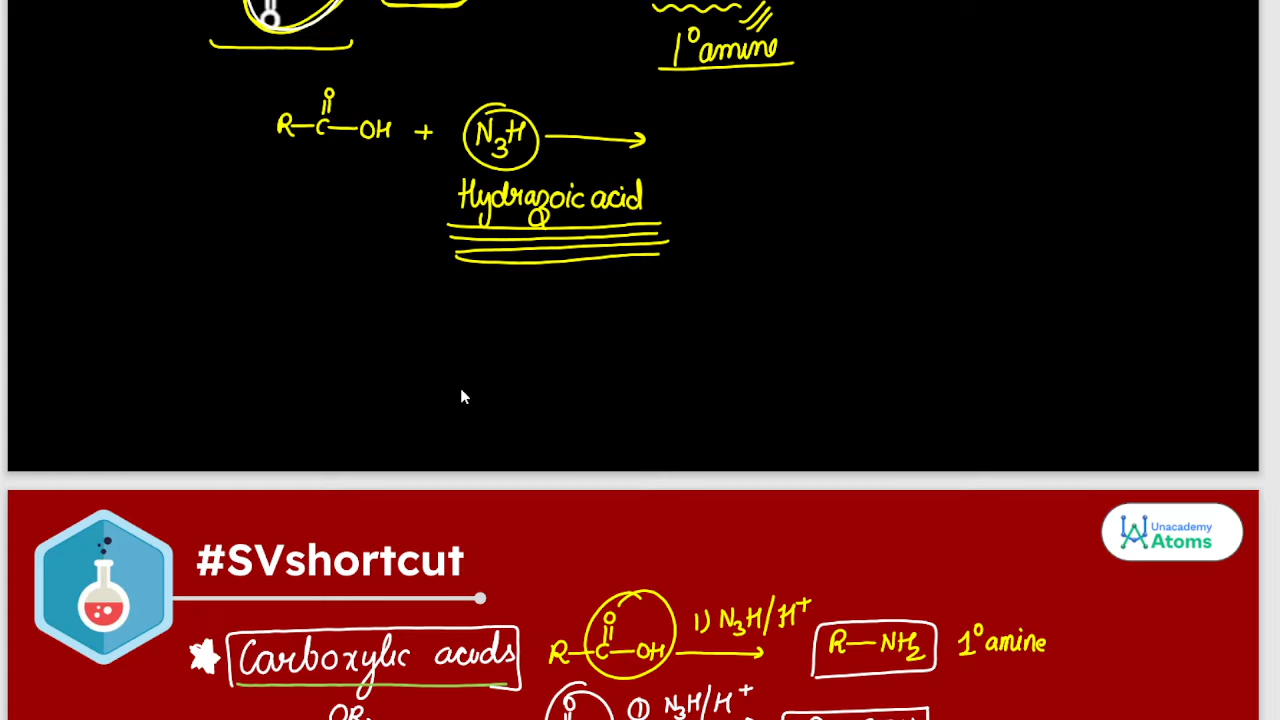 1° amine
R—C—OH + N3H →
O
Hydrazoic acid
#SVshortcut
Unacademy
Atoms
Carboxylic acids
R—C—OH
O
1) N3H/H+
R—NH2 1° amine
OR
① N3H/H+